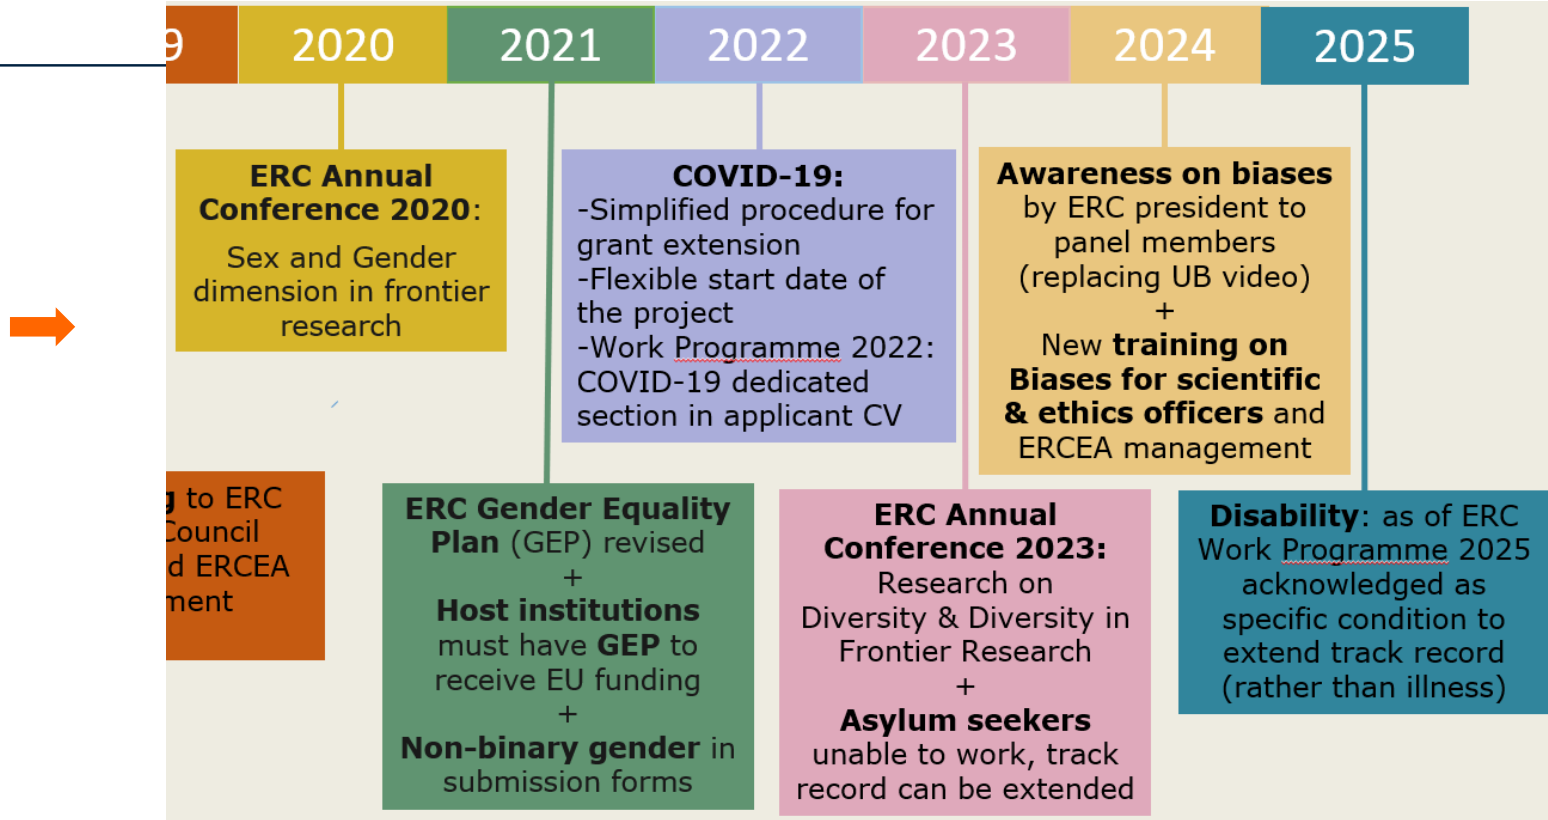 9 2020 2021 2022 2023 2024 2025
ERC Annual
Conference 2020:
Sex and Gender
dimension in frontier
research
COVID-19:
-Simplified procedure for
grant extension
-Flexible start date of
the project
-Work Programme 2022:
COVID-19 dedicated
section in applicant CV
Awareness on biases
by ERC president to
panel members
(replacing UB video)
+
New training on
Biases for scientific
& ethics officers and
ERCEA management
g to ERC
Council
d ERCEA
ment
ERC Gender Equality
Plan (GEP) revised
+
Host institutions
must have GEP to
receive EU funding
+
Non-binary gender in
submission forms
ERC Annual
Conference 2023:
Research on
Diversity & Diversity in
Frontier Research
+
Asylum seekers
unable to work, track
record can be extended
Disability: as of ERC
Work Programme 2025
acknowledged as
specific condition to
extend track record
(rather than illness)